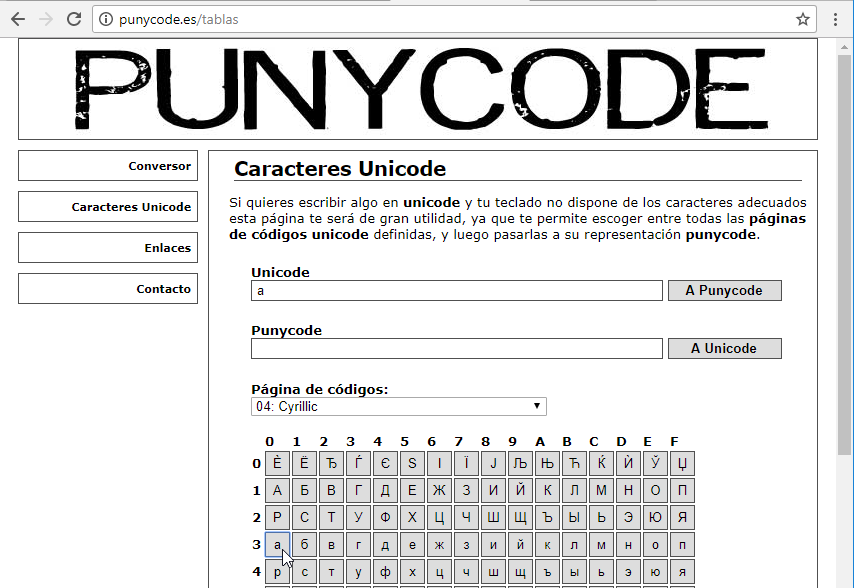 punycode.es/tablas
PUNYCODE
Conversor
Caracteres Unicode
Enlaces
Contacto
Caracteres Unicode
Si quieres escribir algo en unicode y tu teclado no dispone de los caracteres adecuados
esta página te será de gran utilidad, ya que te permite escoger entre todas las páginas
de códigos unicode definidas, y luego pasarlas a su representación punycode.
Unicode
а A Punycode
Punycode
A Unicode
Página de códigos:
04: Cyrillic
0 1 2 3 4 5 6 7 8 9 A B C D E F
0 Ѐ Ё Ђ Ѓ Є Ѕ І Ї Ј Љ Њ Ћ Ќ Ѝ Ў Џ
1 А Б В Г Д Е Ж З И Й К Л М Н О П
2 Р С Т У Ф Х Ц Ч Ш Щ Ъ Ы Ь Э Ю Я
3 а б в г д е ж з и й к л м н о п
4 р с т у ф х ц ч ш щ ъ ы ь э ю я